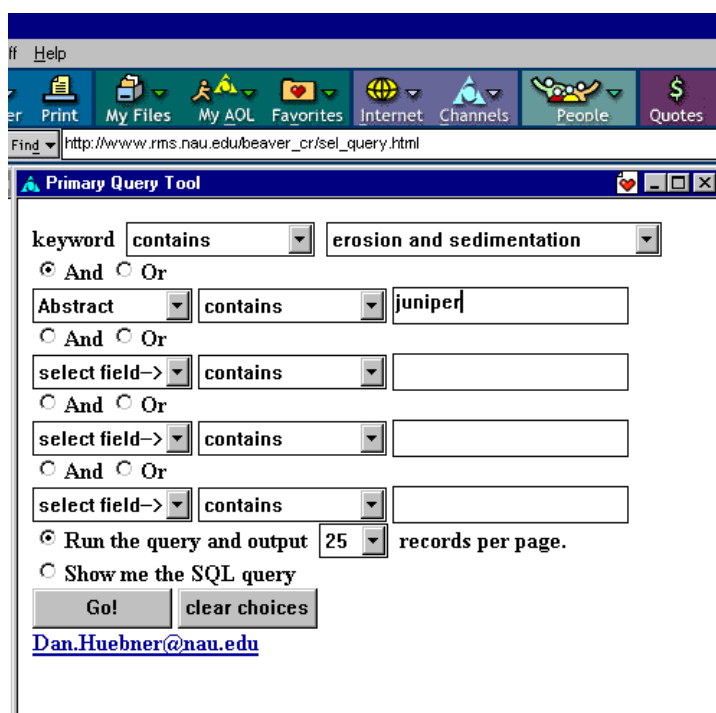 ff Help
er Print My Files My AOL Favorites Internet Channels People Quotes
Find http://www.rms.nau.edu/beaver_cr/sel_query.html
Primary Query Tool
keyword contains erosion and sedimentation
And Or
Abstract contains juniper
And Or
select field--> contains
And Or
select field--> contains
And Or
select field--> contains
Run the query and output 25 records per page.
Show me the SQL query
Go! clear choices
Dan.Huebner@nau.edu